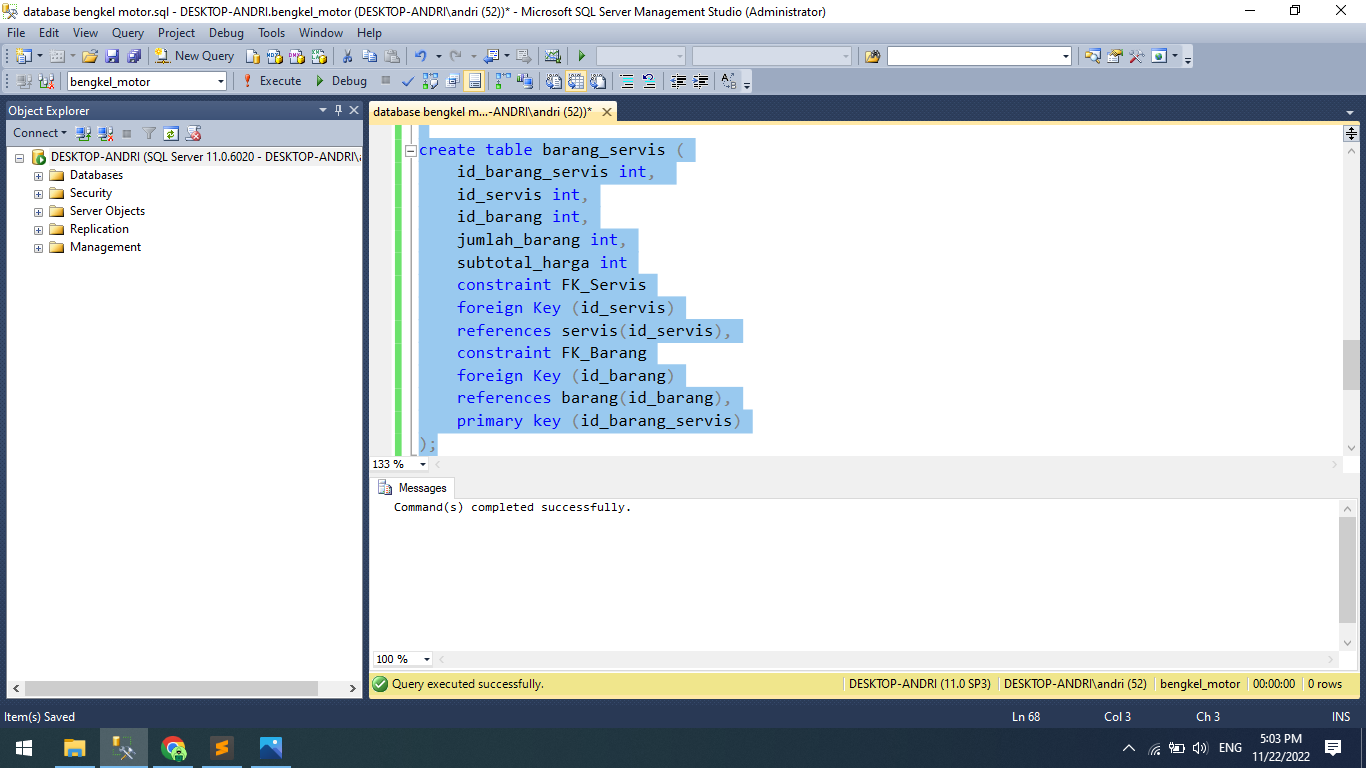 database bengkel motor.sql - DESKTOP-ANDRI.bengkel_motor (DESKTOP-ANDRI\andri (52))* - Microsoft SQL Server Management Studio (Administrator)
File Edit View Query Project Debug Tools Window Help
New Query
bengkel_motor
Execute
Debug
Object Explorer
Connect
DESKTOP-ANDRI (SQL Server 11.0.6020 - DESKTOP-ANDRI\
Databases
Security
Server Objects
Replication
Management
database bengkel m...-ANDRI\andri (52))*
create table barang_servis (
id_barang_servis int,
id_servis int,
id_barang int,
jumlah_barang int,
subtotal_harga int
constraint FK_Servis
foreign Key (id_servis)
references servis(id_servis),
constraint FK_Barang
foreign Key (id_barang)
references barang(id_barang),
primary key (id_barang_servis)
);
133 %
Messages
Command(s) completed successfully.
100 %
Query executed successfully.
DESKTOP-ANDRI (11.0 SP3) DESKTOP-ANDRI\andri (52) bengkel_motor 00:00:00 0 rows
Item(s) Saved
Ln 68 Col 3 Ch 3 INS
ENG
5:03 PM
11/22/2022